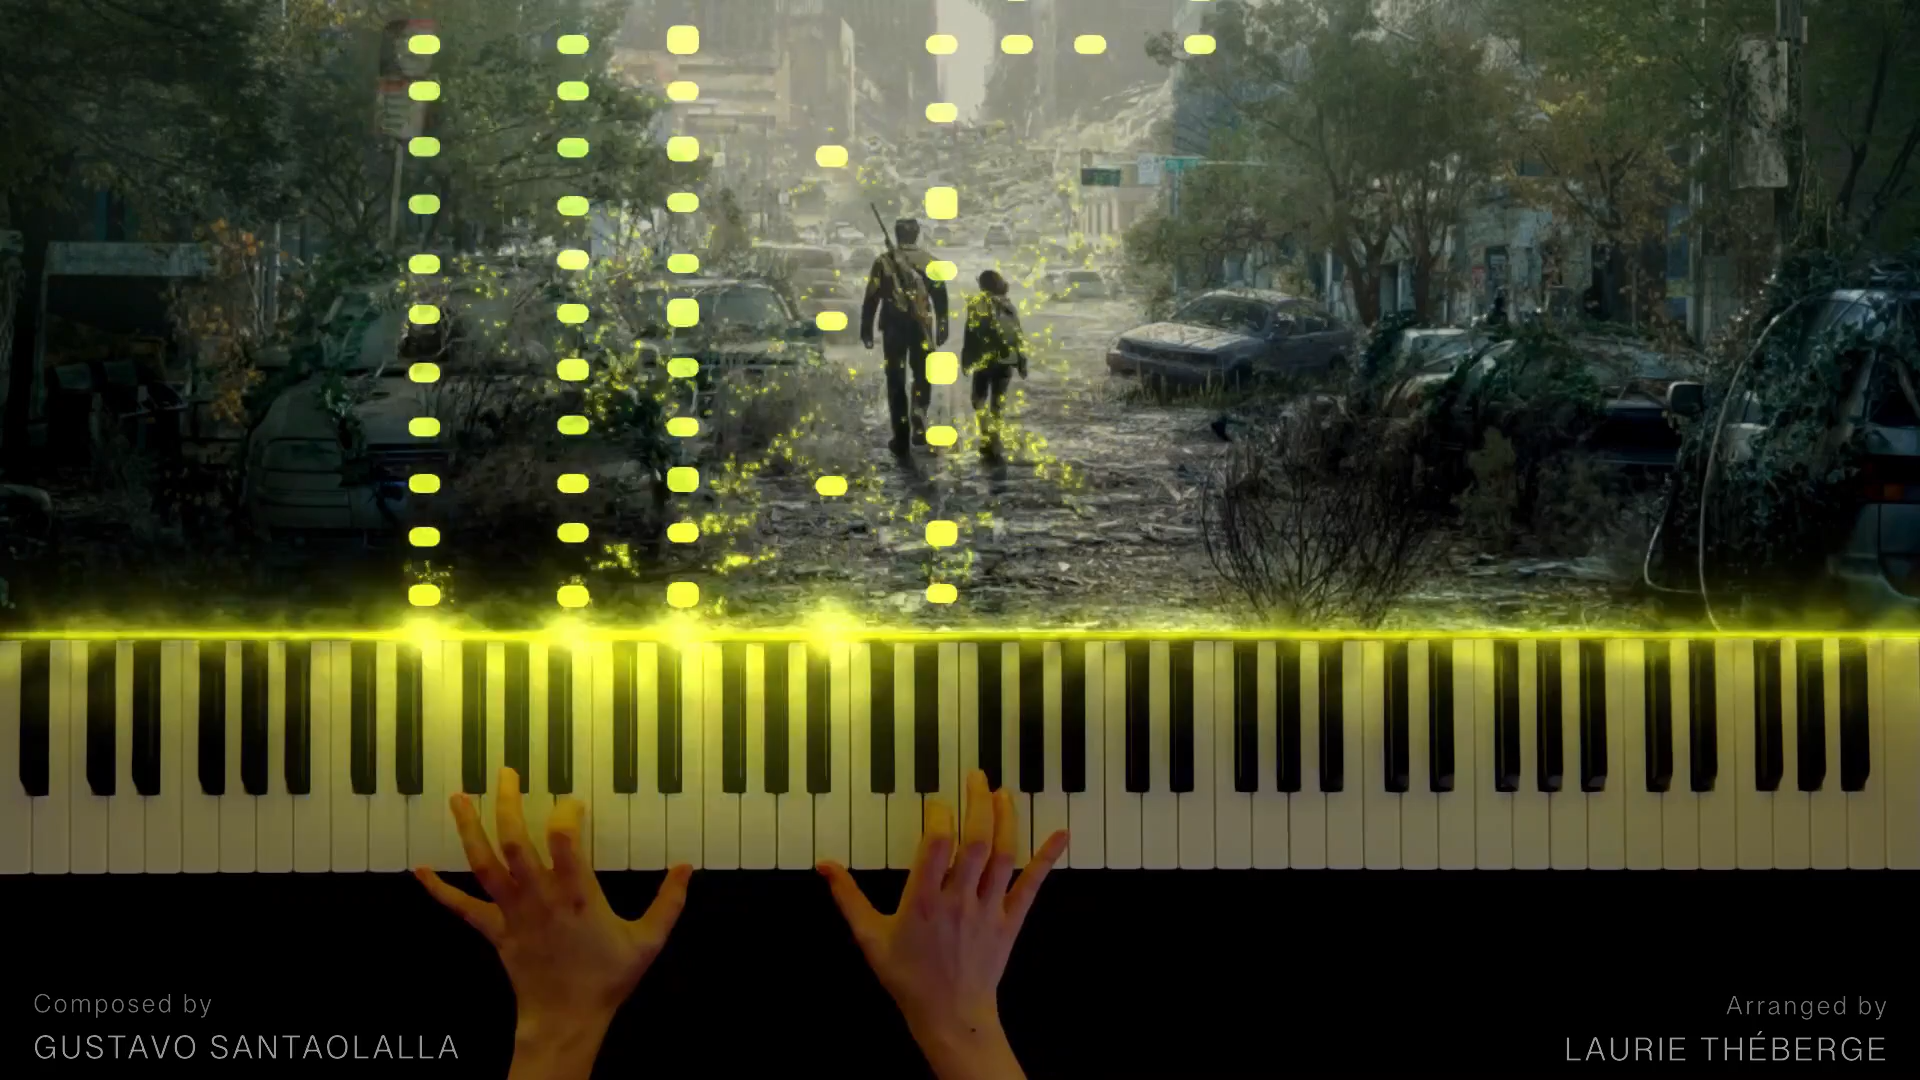 Composed by
GUSTAVO SANTAOLALLA
Arranged by
LAURIE THÉBERGE